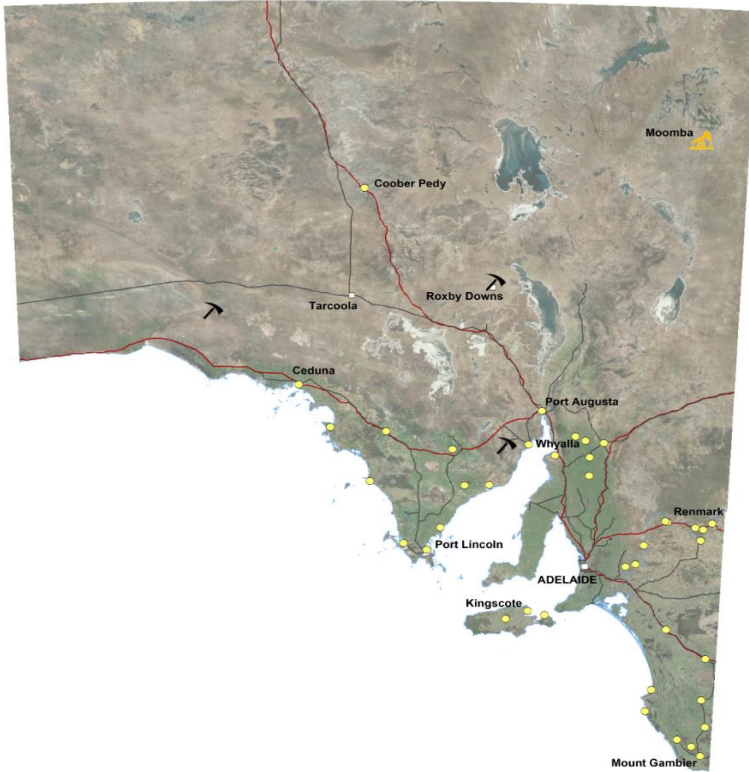 Moomba
Coober Pedy
Roxby Downs
Tarcoola
Ceduna
Port Augusta
Whyalla
Renmark
Port Lincoln
ADELAIDE
Kingscote
Mount Gambier